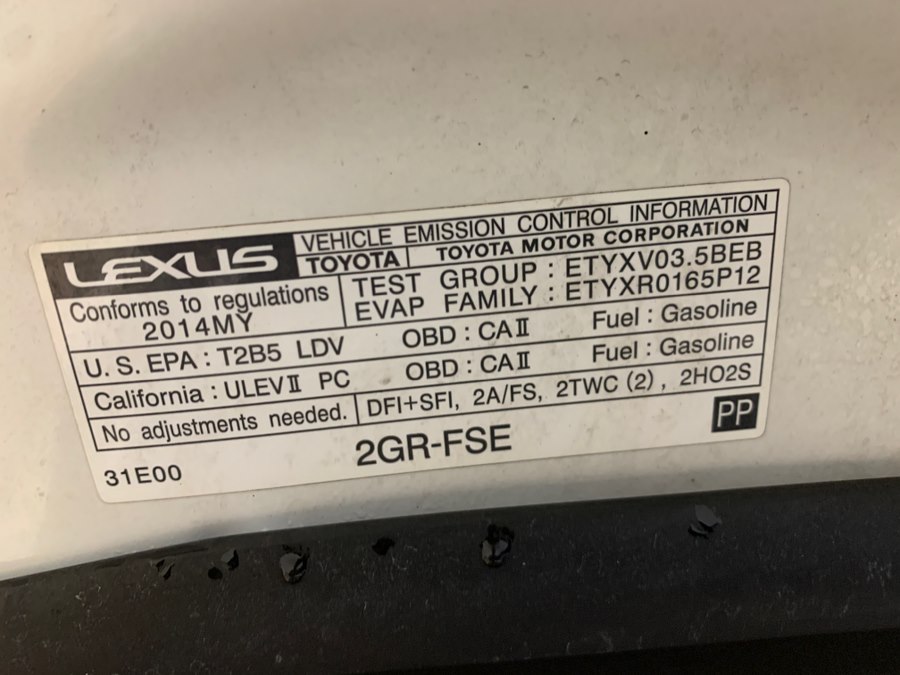 LEXUS
VEHICLE EMISSION CONTROL INFORMATION
TOYOTA TOYOTA MOTOR CORPORATION
Conforms to regulations
2014MY
TEST GROUP : ETYXV03.5BEB
EVAP FAMILY : ETYXR0165P12
U. S. EPA : T2B5 LDV OBD : CAⅡ Fuel : Gasoline
California : ULEVⅡ PC OBD : CAⅡ Fuel : Gasoline
No adjustments needed. DFI+SFI, 2A/FS, 2TWC (2) , 2HO2S
31E00 2GR-FSE PP